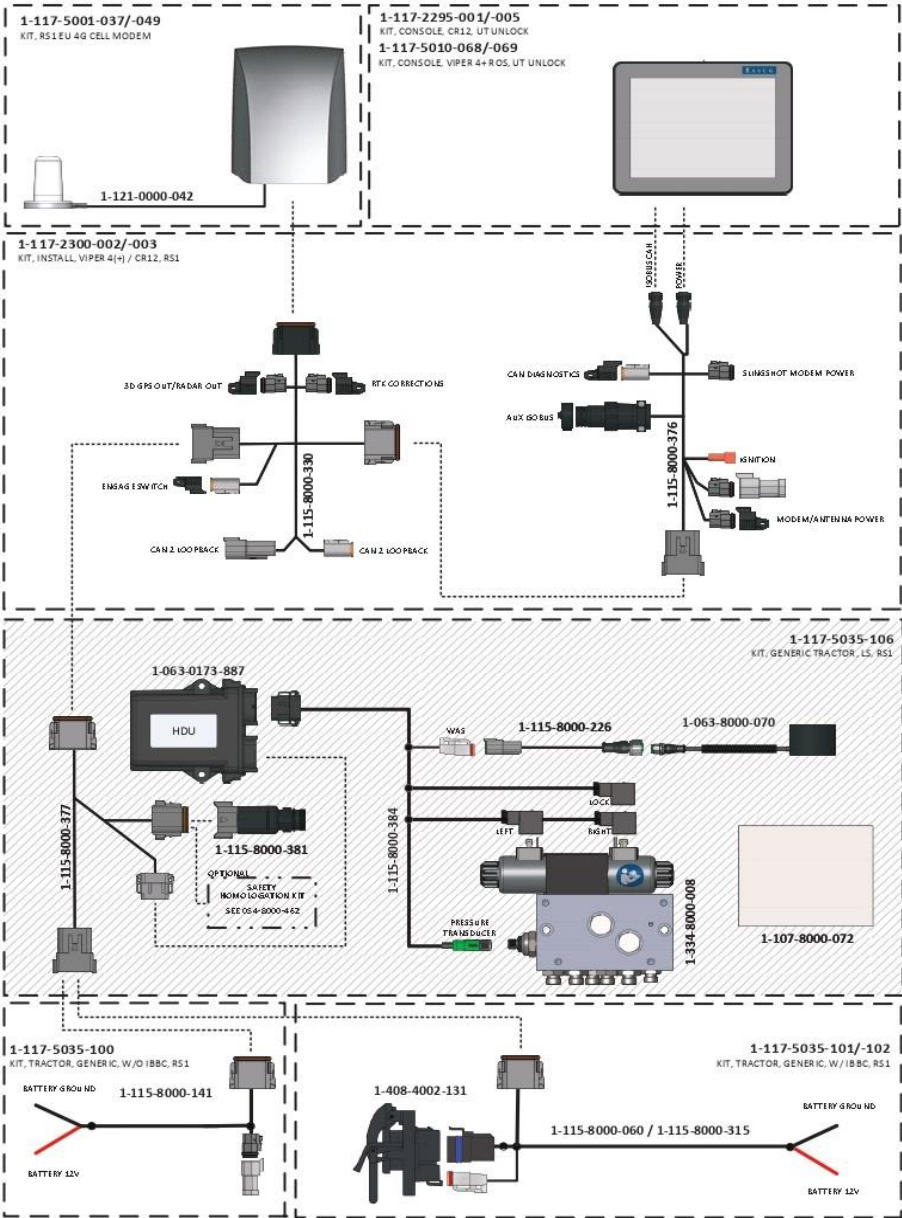 1-117-5001-037/-049
KIT, RS1 EU 4G CELL MODEM
1-121-0000-042
1-117-2295-001/-005
KIT, CONSOLE, CR12, UT UNLOCK
1-117-5010-068/-069
KIT, CONSOLE, VIPER 4+ ROS, UT UNLOCK
RAVEN
1-117-2300-002/-003
KIT, INSTALL, VIPER 4(+) / CR12, RS1
ISOBUS CAN
POWER
3D GPS OUT/RADAR OUT
RTK CORRECTIONS
CAN DIAGNOSTICS
SLINGSHOT MODEM POWER
AUX ISOBUS
1-115-8000-376
IGNITION
ENGAGE SWITCH
1-115-8000-330
MODEM/ANTENNA POWER
CAN 2 LOOPBACK
CAN 2 LOOPBACK
1-117-5035-106
KIT, GENERIC TRACTOR, LS, RS1
1-063-0173-887
HDU
WAS
1-115-8000-226
1-063-8000-070
LOCK
LEFT
RIGHT
1-115-8000-377
1-115-8000-381
1-115-8000-384
OPTIONAL
SAFETY
HOMOLOGATION KIT
SEE 054-8000-462
PRESSURE
TRANSDUCER
1-334-8000-008
1-107-8000-072
1-117-5035-100
KIT, TRACTOR, GENERIC, W/O IBBC, RS1
BATTERY GROUND
1-115-8000-141
BATTERY 12V
1-117-5035-101/-102
KIT, TRACTOR, GENERIC, W/ IBBC, RS1
1-408-4002-131
BATTERY GROUND
1-115-8000-060 / 1-115-8000-315
BATTERY 12V